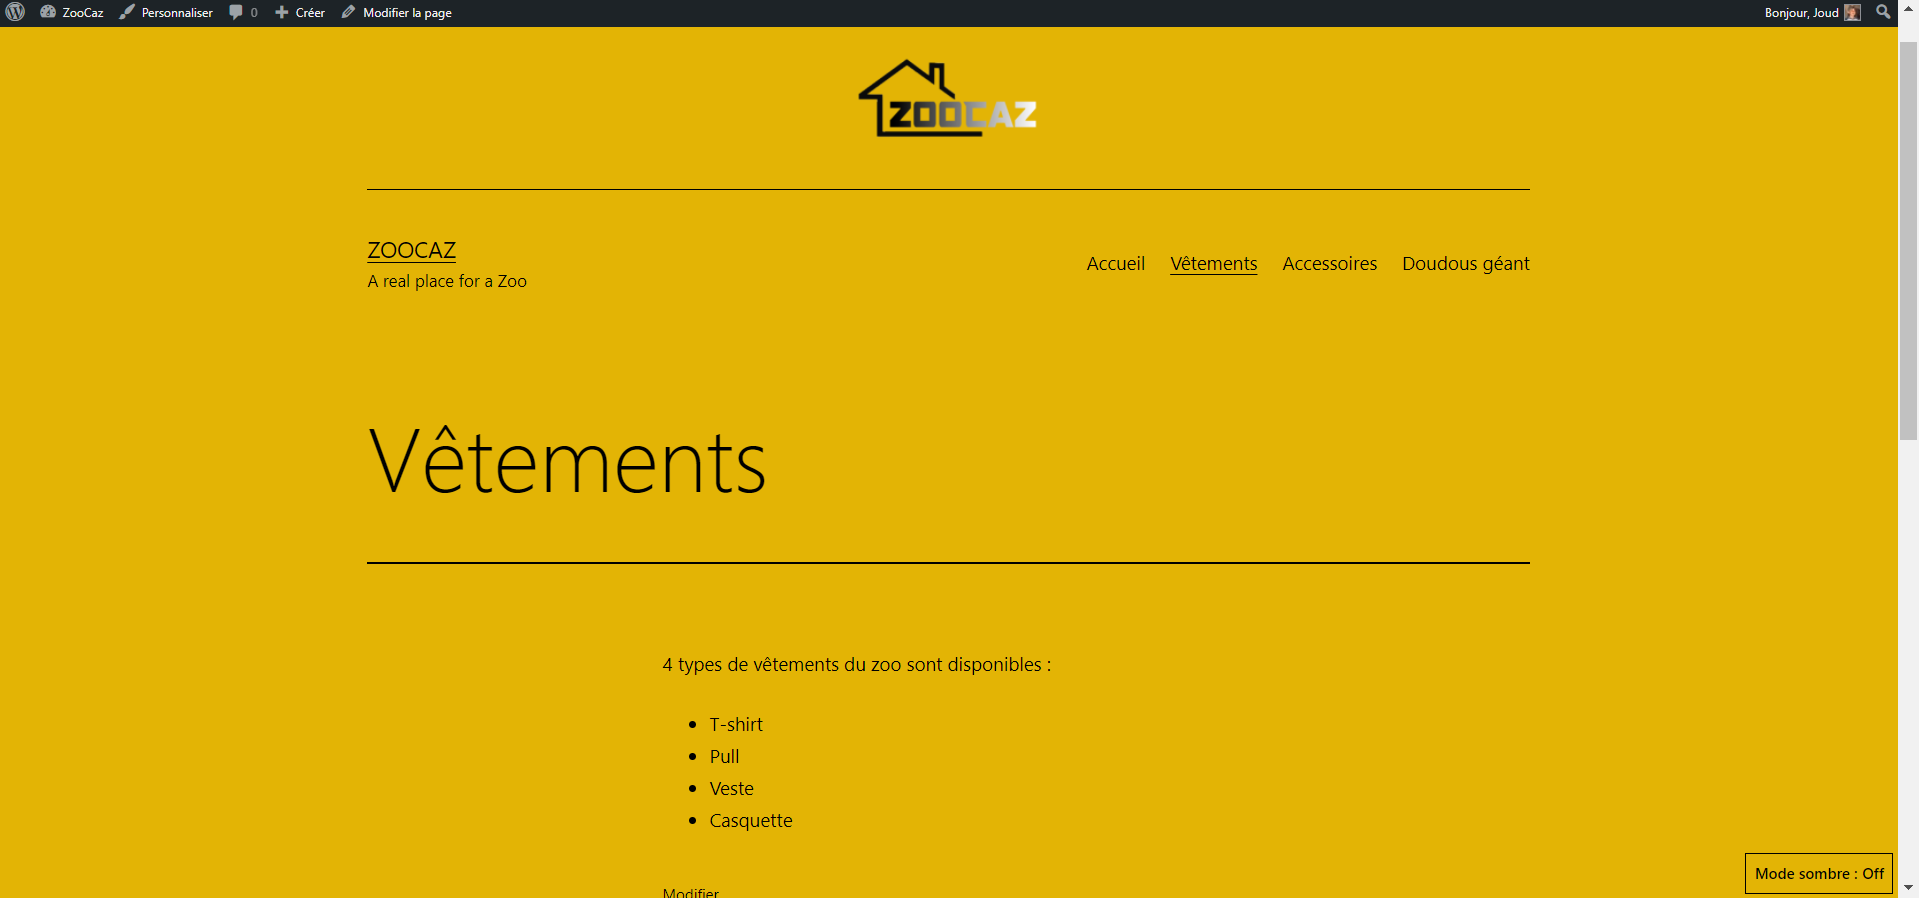 ZooCaz Personnaliser 0 Créer Modifier la page Bonjour, Joud
ZOOCAZ
ZOOCAZ
A real place for a Zoo
Accueil Vêtements Accessoires Doudous géant
Vêtements
4 types de vêtements du zoo sont disponibles :
T-shirt
Pull
Veste
Casquette
Modifier
Mode sombre : Off